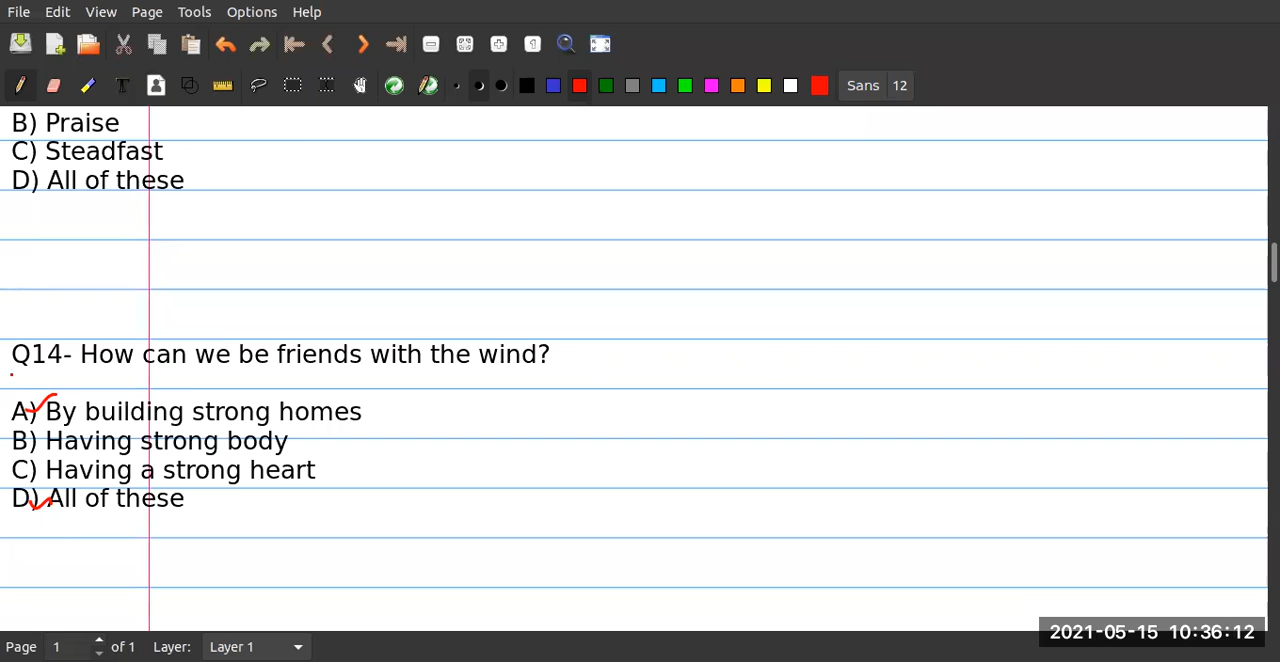 File Edit View Page Tools Options Help
Sans 12
B) Praise
C) Steadfast
D) All of these
Q14- How can we be friends with the wind?
A) By building strong homes
B) Having strong body
C) Having a strong heart
D) All of these
2021-05-15 10:36:12
Page 1 of 1 Layer: Layer 1